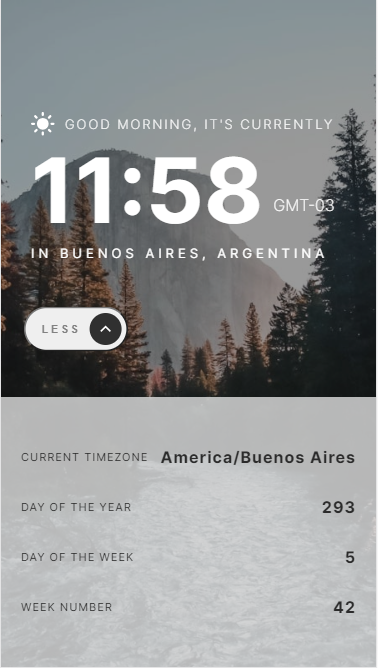 GOOD MORNING, IT'S CURRENTLY
11:58 GMT-03
IN BUENOS AIRES, ARGENTINA
LESS
CURRENT TIMEZONE America/Buenos Aires
DAY OF THE YEAR 293
DAY OF THE WEEK 5
WEEK NUMBER 42